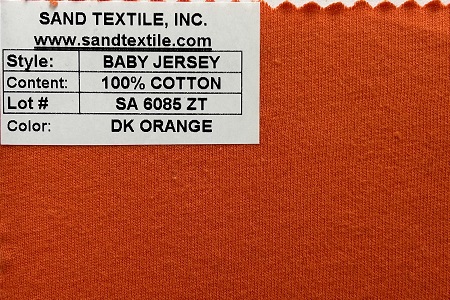 SAND TEXTILE, INC.
www.sandtextile.com
Style: BABY JERSEY
Content: 100% COTTON
Lot # SA 6085 ZT
Color: DK ORANGE